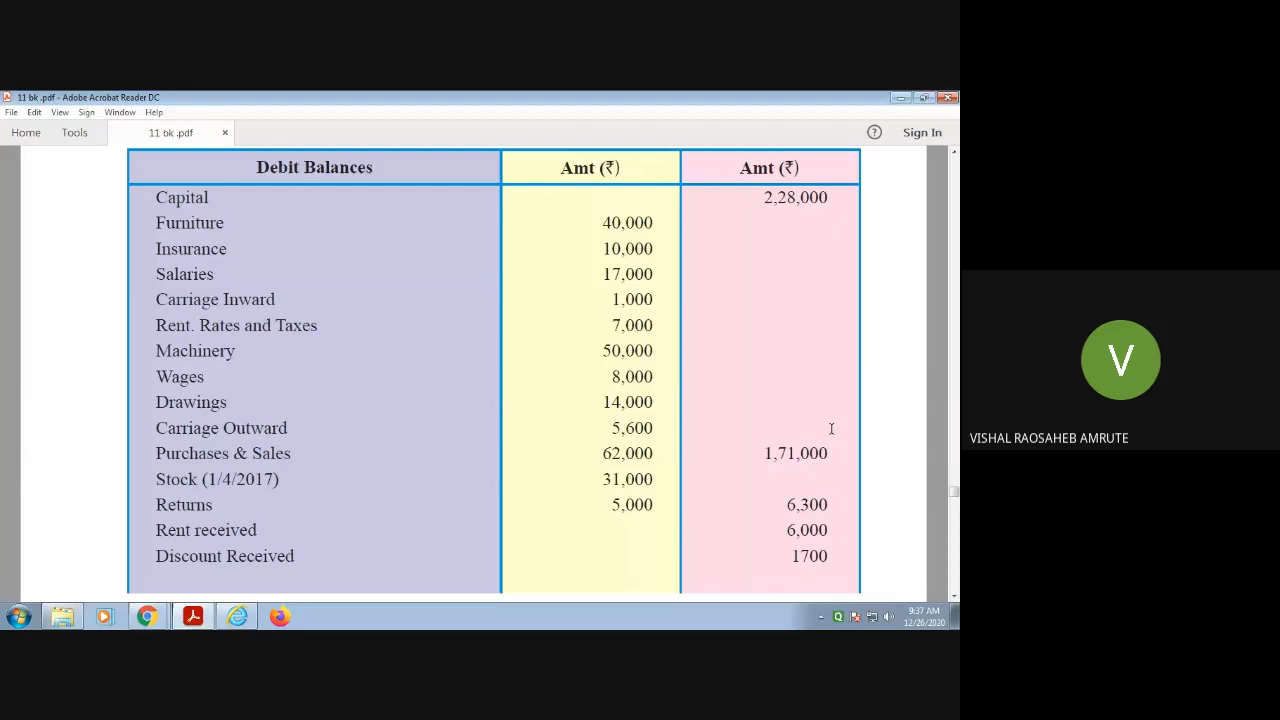 11 bk .pdf - Adobe Acrobat Reader DC
File Edit View Sign Window Help
Home Tools 11 bk .pdf × ? Sign In
Debit Balances Amt (₹) Amt (₹)
Capital 2,28,000
Furniture 40,000
Insurance 10,000
Salaries 17,000
Carriage Inward 1,000
Rent. Rates and Taxes 7,000
Machinery 50,000
Wages 8,000
Drawings 14,000
Carriage Outward 5,600
Purchases & Sales 62,000 1,71,000
Stock (1/4/2017) 31,000
Returns 5,000 6,300
Rent received 6,000
Discount Received 1700
V
VISHAL RAOSAHEB AMRUTE
9:37 AM
12/26/2020